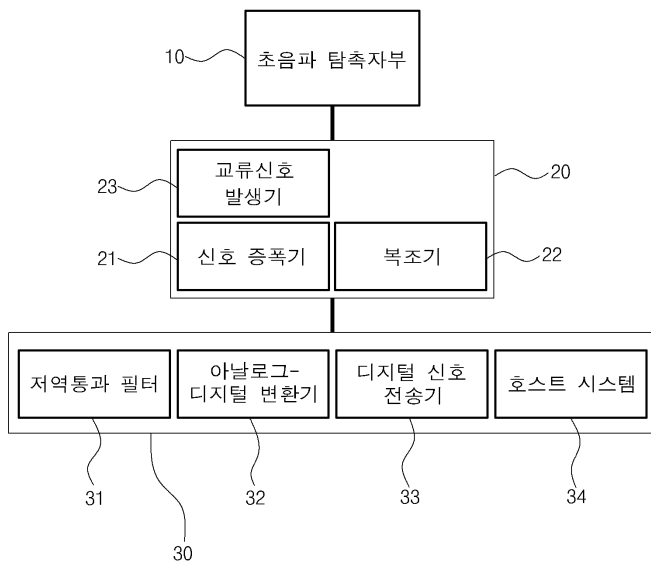 10
초음파 탐촉자부
23
교류신호
발생기
20
21
신호 증폭기
복조기
22
저역통과 필터
아날로그-
디지털 변환기
디지털 신호
전송기
호스트 시스템
31
32
33
34
30